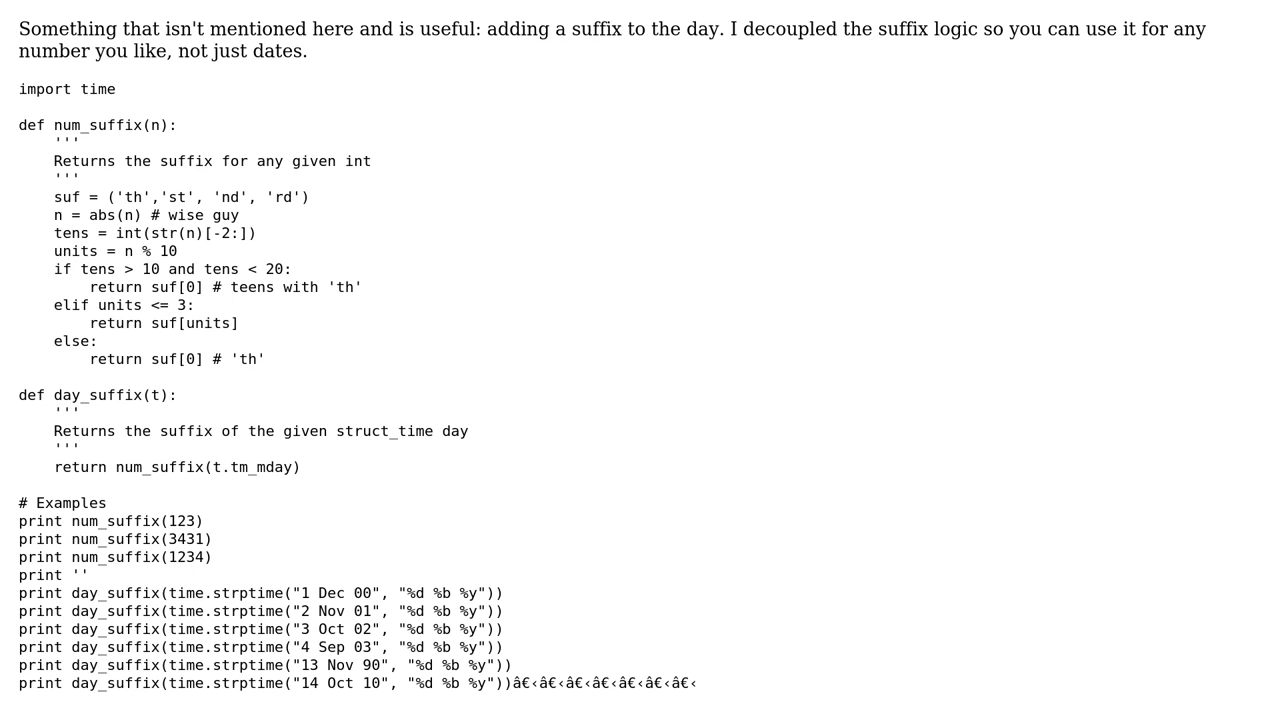 Something that isn't mentioned here and is useful: adding a suffix to the day. I decoupled the suffix logic so you can use it for any
number you like, not just dates.
import time
def num_suffix(n):
    '''
    Returns the suffix for any given int
    '''
    suf = ('th','st', 'nd', 'rd')
    n = abs(n) # wise guy
    tens = int(str(n)[-2:])
    units = n % 10
    if tens > 10 and tens < 20:
        return suf[0] # teens with 'th'
    elif units <= 3:
        return suf[units]
    else:
        return suf[0] # 'th'
def day_suffix(t):
    '''
    Returns the suffix of the given struct_time day
    '''
    return num_suffix(t.tm_mday)
# Examples
print num_suffix(123)
print num_suffix(3431)
print num_suffix(1234)
print ''
print day_suffix(time.strptime("1 Dec 00", "%d %b %y"))
print day_suffix(time.strptime("2 Nov 01", "%d %b %y"))
print day_suffix(time.strptime("3 Oct 02", "%d %b %y"))
print day_suffix(time.strptime("4 Sep 03", "%d %b %y"))
print day_suffix(time.strptime("13 Nov 90", "%d %b %y"))
print day_suffix(time.strptime("14 Oct 10", "%d %b %y"))â€‹â€‹â€‹â€‹â€‹â€‹â€‹